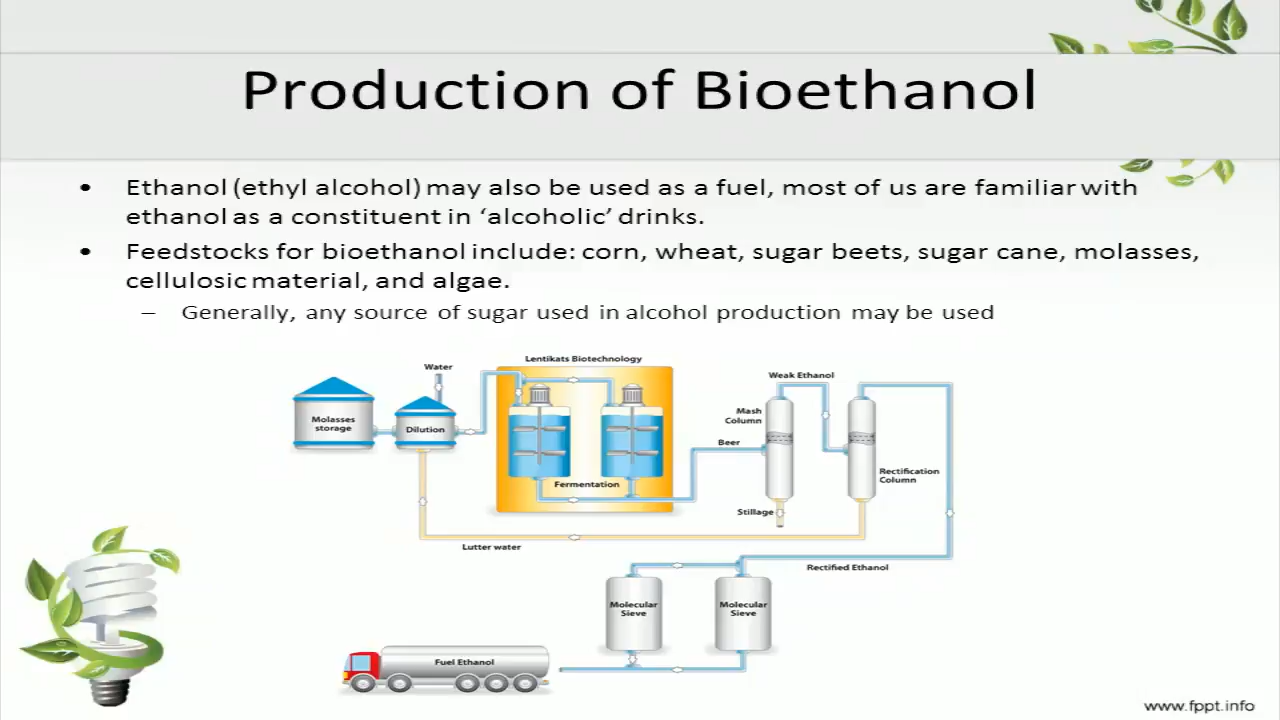 Production of Bioethanol
• Ethanol (ethyl alcohol) may also be used as a fuel, most of us are familiar with
ethanol as a constituent in ‘alcoholic’ drinks.
• Feedstocks for bioethanol include: corn, wheat, sugar beets, sugar cane, molasses,
cellulosic material, and algae.
– Generally, any source of sugar used in alcohol production may be used
Lentikats Biotechnology
Water
Weak Ethanol
Molasses
storage
Dilution
Mash
Column
Beer
Fermentation
Rectification
Column
Stillage
Lutter water
Rectified Ethanol
Molecular
Sieve
Molecular
Sieve
Fuel Ethanol
www.fppt.info